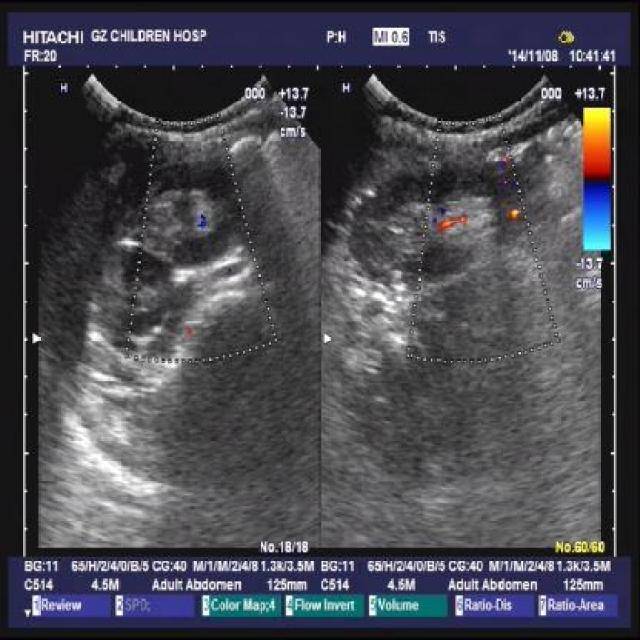 HITACHI GZ CHILDREN HOSP P:H MI 0.6 TIS
FR:20 '14/11/08 10:41:41
H 000 +13.7 H 000 +13.7
-13.7
cm/s
-13.7
cm/s
No.18/18 No.60/60
BG:11 65/H/2/4/0/B/5 CG:40 M/1/M/2/4/8 1.3k/3.5M BG:11 65/H/2/4/0/B/5 CG:40 M/1/M/2/4/8 1.3k/3.5M
C514 4.5M Adult Abdomen 125mm C514 4.5M Adult Abdomen 125mm
1 Review 2 SPD; 3 Color Map;4 4 Flow Invert 5 Volume 6 Ratio-Dis 7 Ratio-Area